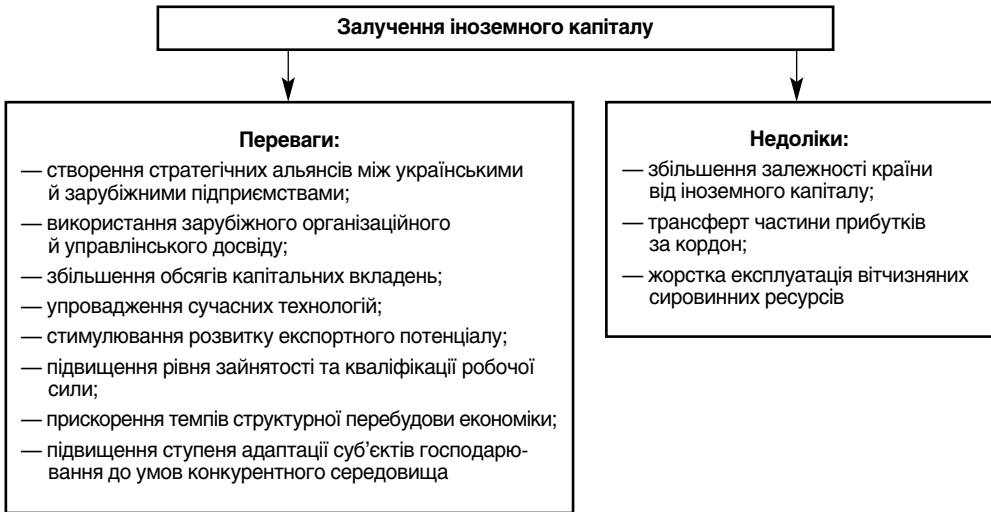 Залучення іноземного капіталу
Переваги:
— створення стратегічних альянсів між українськими
й зарубіжними підприємствами;
— використання зарубіжного організаційного
й управлінського досвіду;
— збільшення обсягів капітальних вкладень;
— упровадження сучасних технологій;
— стимулювання розвитку експортного потенціалу;
— підвищення рівня зайнятості та кваліфікації робочої
сили;
— прискорення темпів структурної перебудови економіки;
— підвищення ступеня адаптації суб’єктів господарю-
вання до умов конкурентного середовища
Недоліки:
— збільшення залежності країни
від іноземного капіталу;
— трансферт частини прибутків
за кордон;
— жорстка експлуатація вітчизняних
сировинних ресурсів